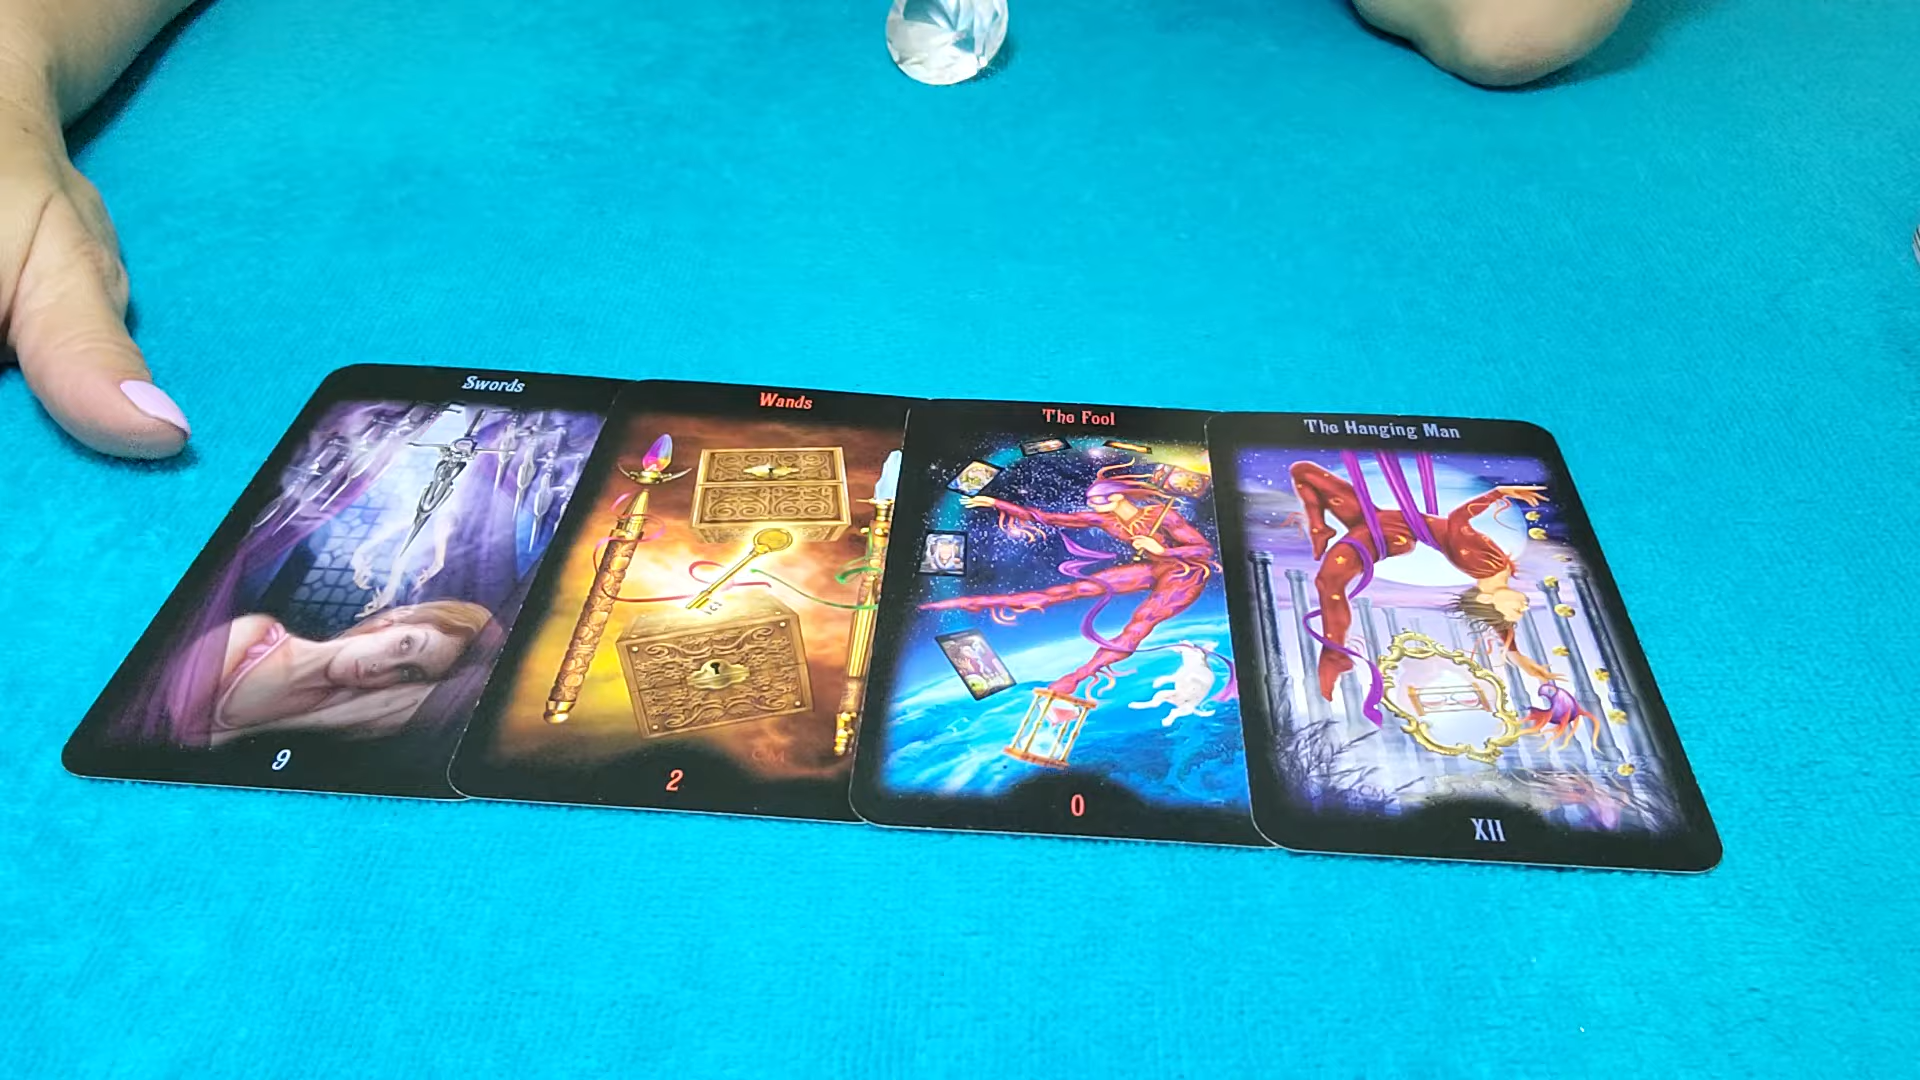 Swords
9
Wands
2
The Fool
0
The Hanging Man
XII